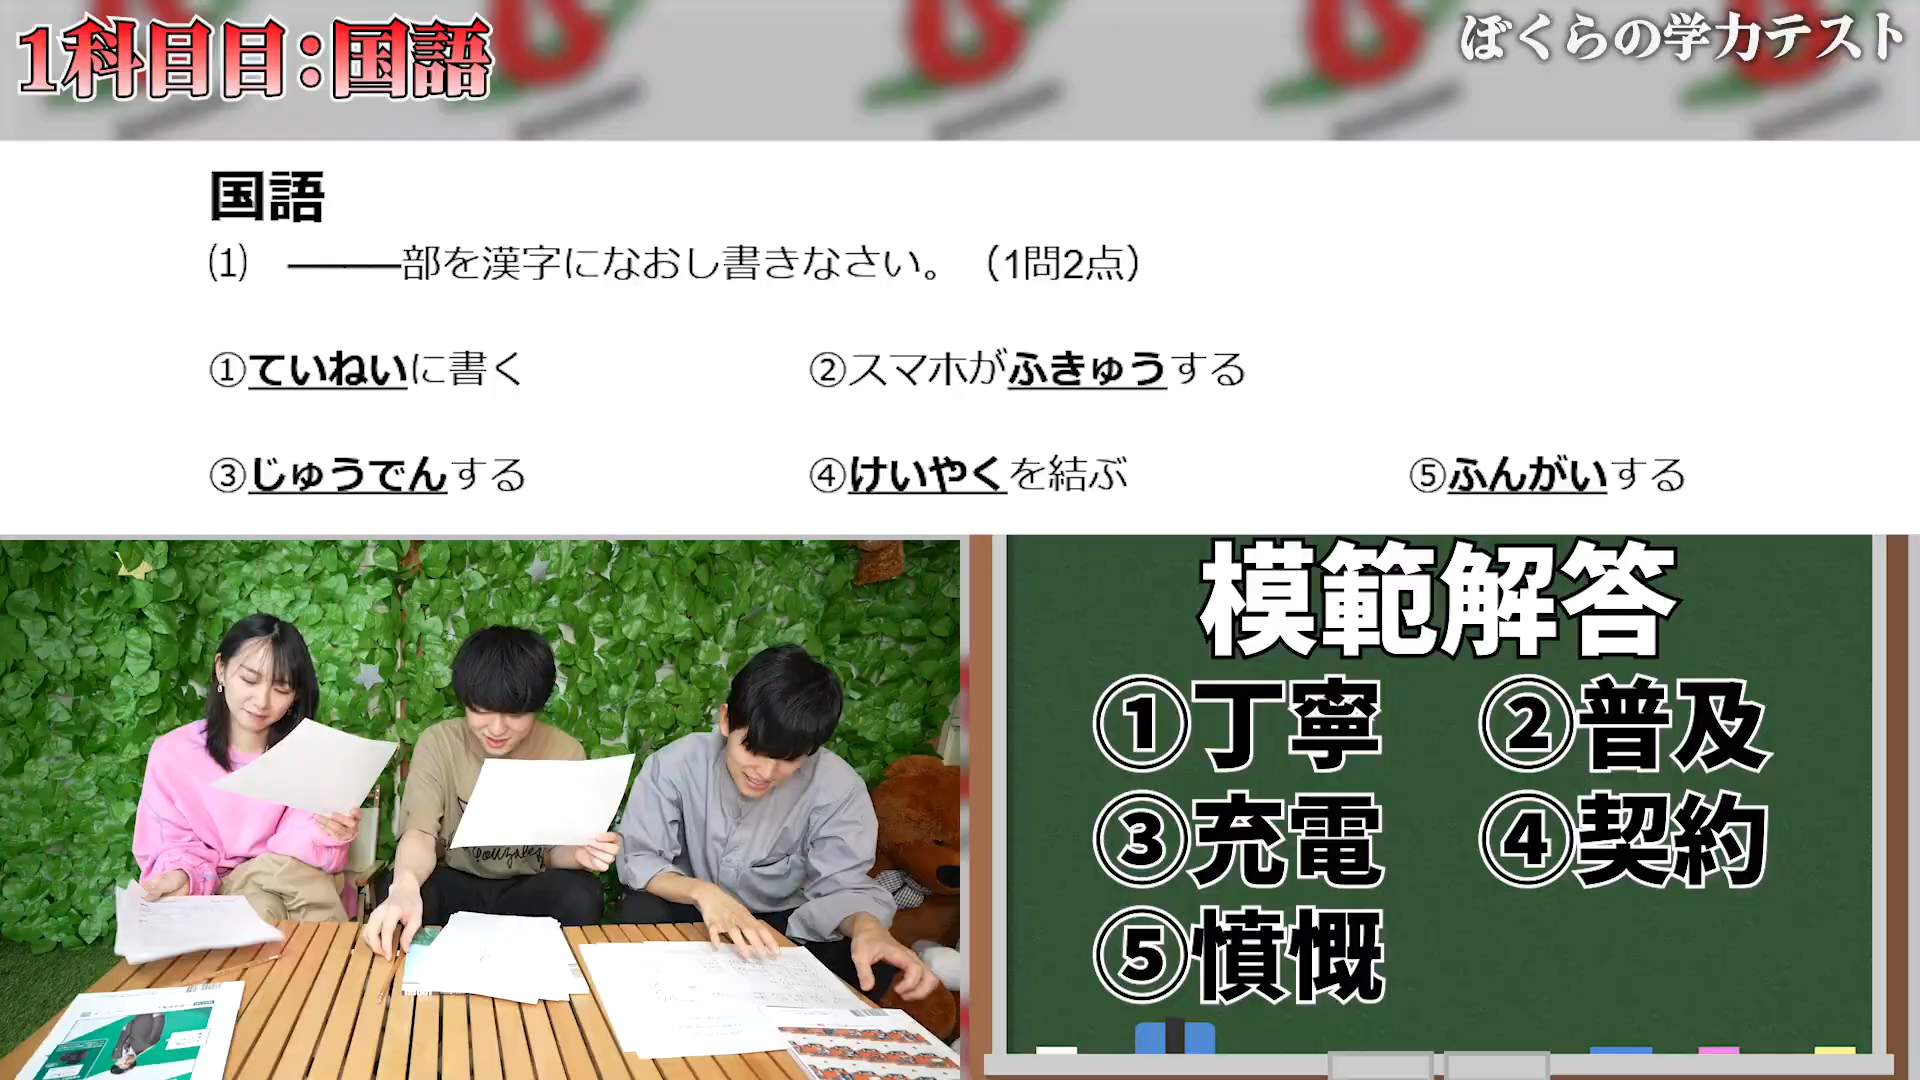 1科目目:国語
ぼくらの学力テスト
国語
⑴ ――部を漢字になおし書きなさい。（1問2点）
①ていねいに書く ②スマホがふきゅうする
③じゅうでんする ④けいやくを結ぶ ⑤ふんがいする
模範解答
①丁寧 ②普及
③充電 ④契約
⑤憤慨